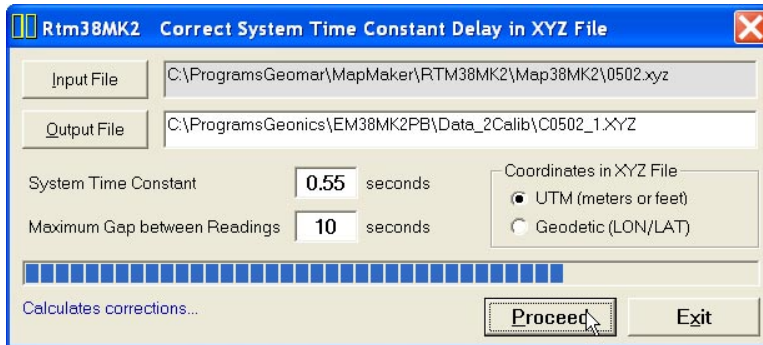 Rtm38MK2 Correct System Time Constant Delay in XYZ File
Input File C:\ProgramsGeomar\MapMaker\RTM38MK2\Map38MK2\0502.xyz
Output File C:\ProgramsGeonics\EM38MK2PB\Data_2Calib\C0502_1.XYZ
System Time Constant 0.55 seconds
Maximum Gap between Readings 10 seconds
Coordinates in XYZ File
UTM (meters or feet)
Geodetic (LON/LAT)
Calculates corrections...
Proceed
Exit